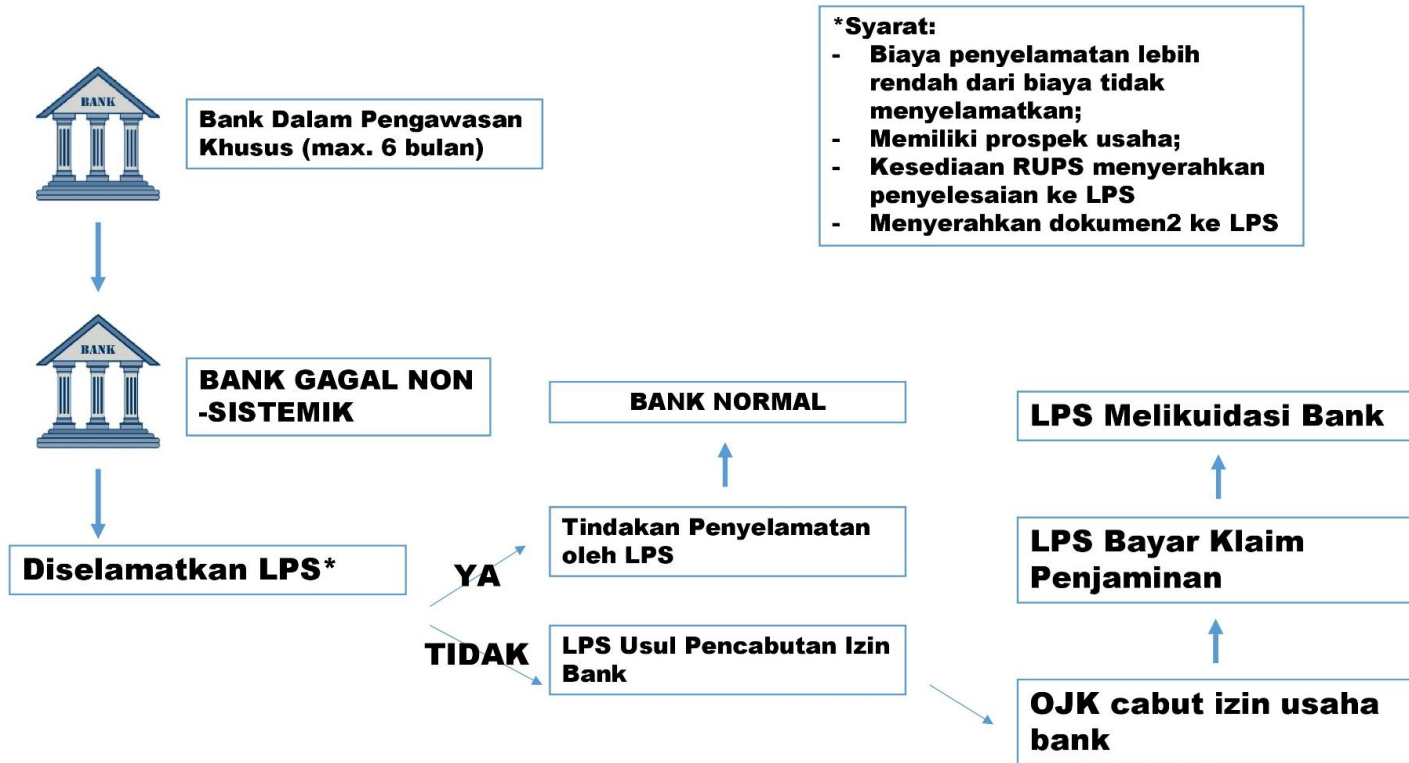 BANK
Bank Dalam Pengawasan
Khusus (max. 6 bulan)
*Syarat:
- Biaya penyelamatan lebih
rendah dari biaya tidak
menyelamatkan;
- Memiliki prospek usaha;
- Kesediaan RUPS menyerahkan
penyelesaian ke LPS
- Menyerahkan dokumen2 ke LPS
BANK
BANK GAGAL NON
-SISTEMIK
Diselamatkan LPS*
YA
TIDAK
BANK NORMAL
Tindakan Penyelamatan
oleh LPS
LPS Usul Pencabutan Izin
Bank
LPS Melikuidasi Bank
LPS Bayar Klaim
Penjaminan
OJK cabut izin usaha
bank